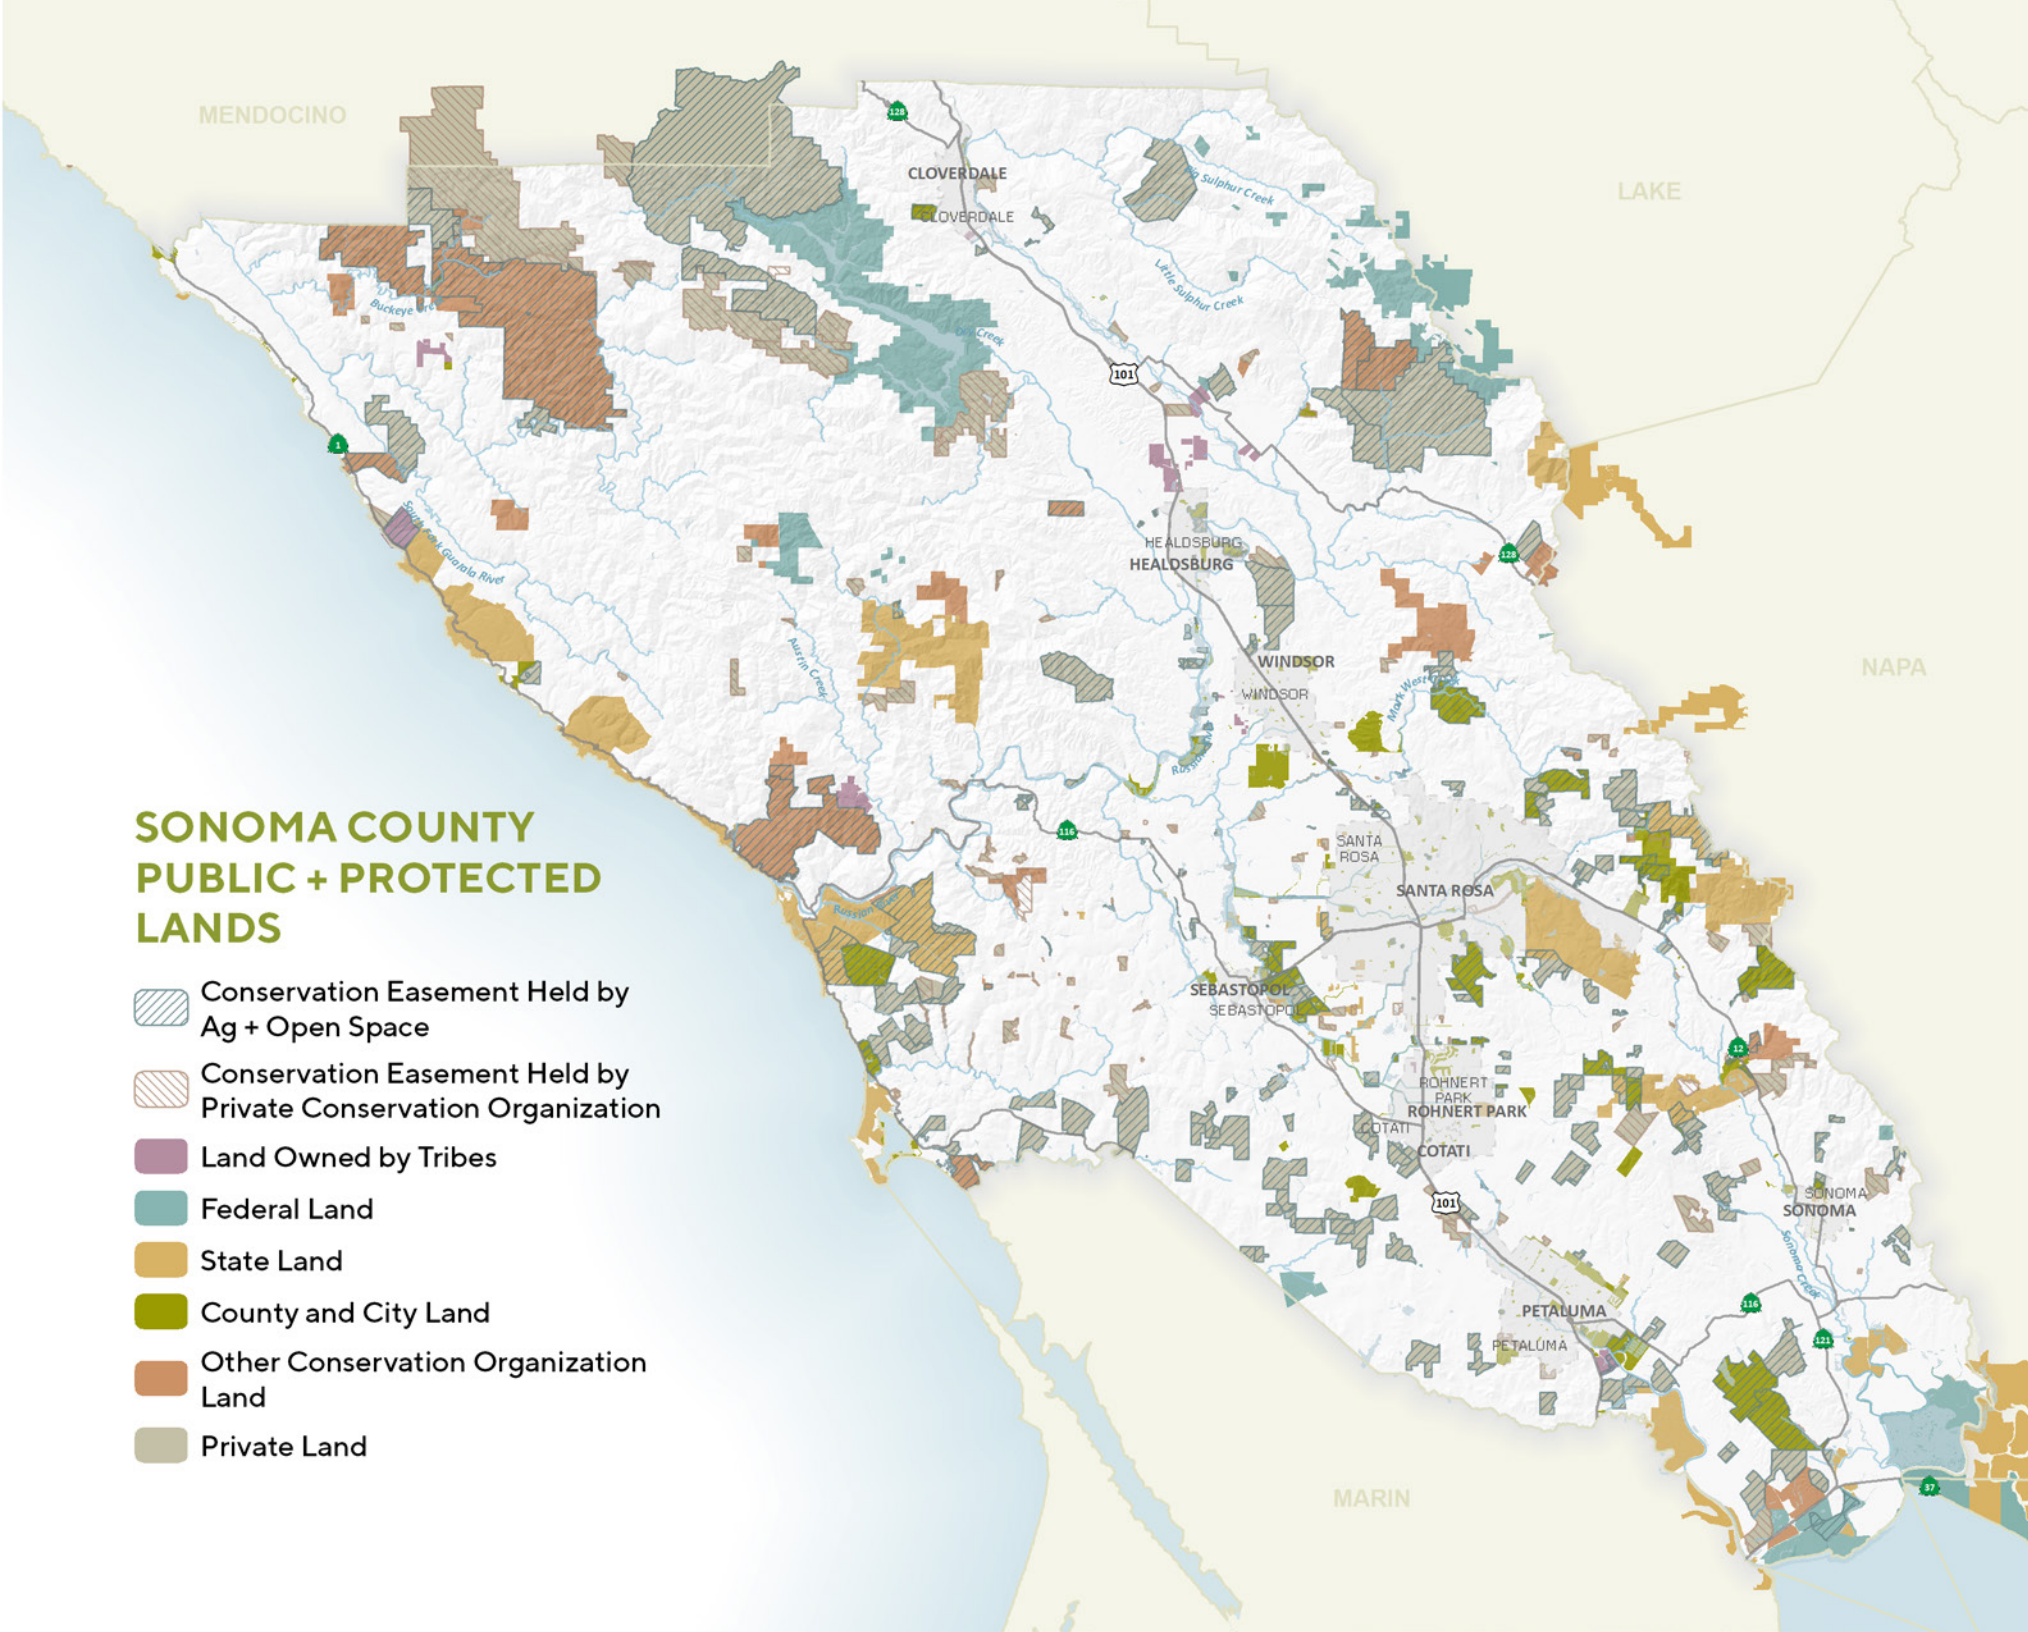 MENDOCINO
LAKE
NAPA
MARIN
128
CLOVERDALE
CLOVERDALE
Big Sulphur Creek
Little Sulphur Creek
Buckeye Creek
Creek
101
1
South Fork Gualala River
128
HEALDSBURG
HEALDSBURG
Austin Creek
WINDSOR
WINDSOR
Mark West Creek
Russian River
116
SANTA
ROSA
SANTA ROSA
Russian River
SEBASTOPOL
SEBASTOPOL
12
ROHNERT
PARK
ROHNERT PARK
COTATI
COTATI
101
SONOMA
SONOMA
Sonoma Creek
116
PETALUMA
121
PETALUMA
37
SONOMA COUNTY
PUBLIC + PROTECTED
LANDS
Conservation Easement Held by
Ag + Open Space
Conservation Easement Held by
Private Conservation Organization
Land Owned by Tribes
Federal Land
State Land
County and City Land
Other Conservation Organization
Land
Private Land